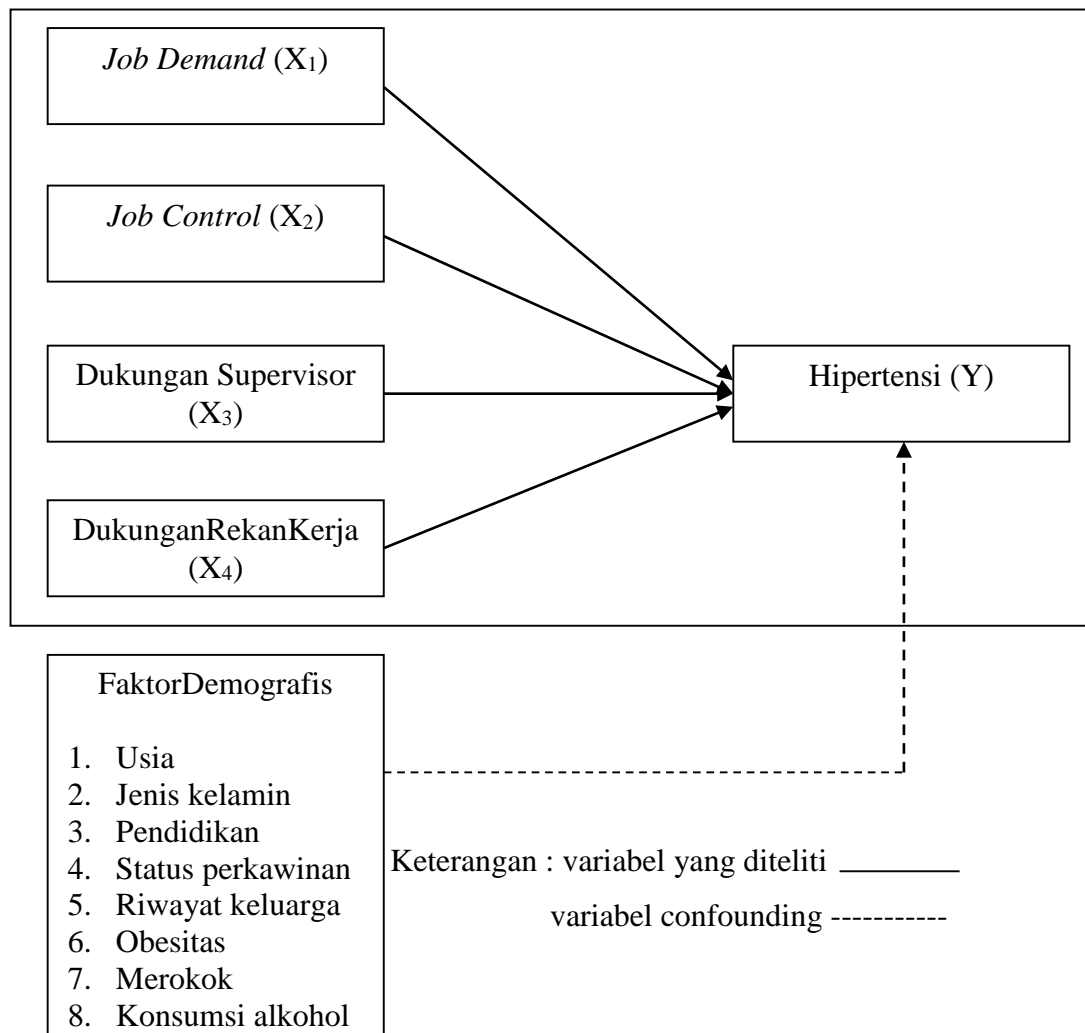 Job Demand (X₁)
Job Control (X₂)
Dukungan Supervisor
(X₃)
Hipertensi (Y)
DukunganRekanKerja
(X₄)
FaktorDemografis
1. Usia
2. Jenis kelamin
3. Pendidikan
4. Status perkawinan
5. Riwayat keluarga
6. Obesitas
7. Merokok
8. Konsumsi alkohol
Keterangan : variabel yang diteliti ________
variabel confounding -----------